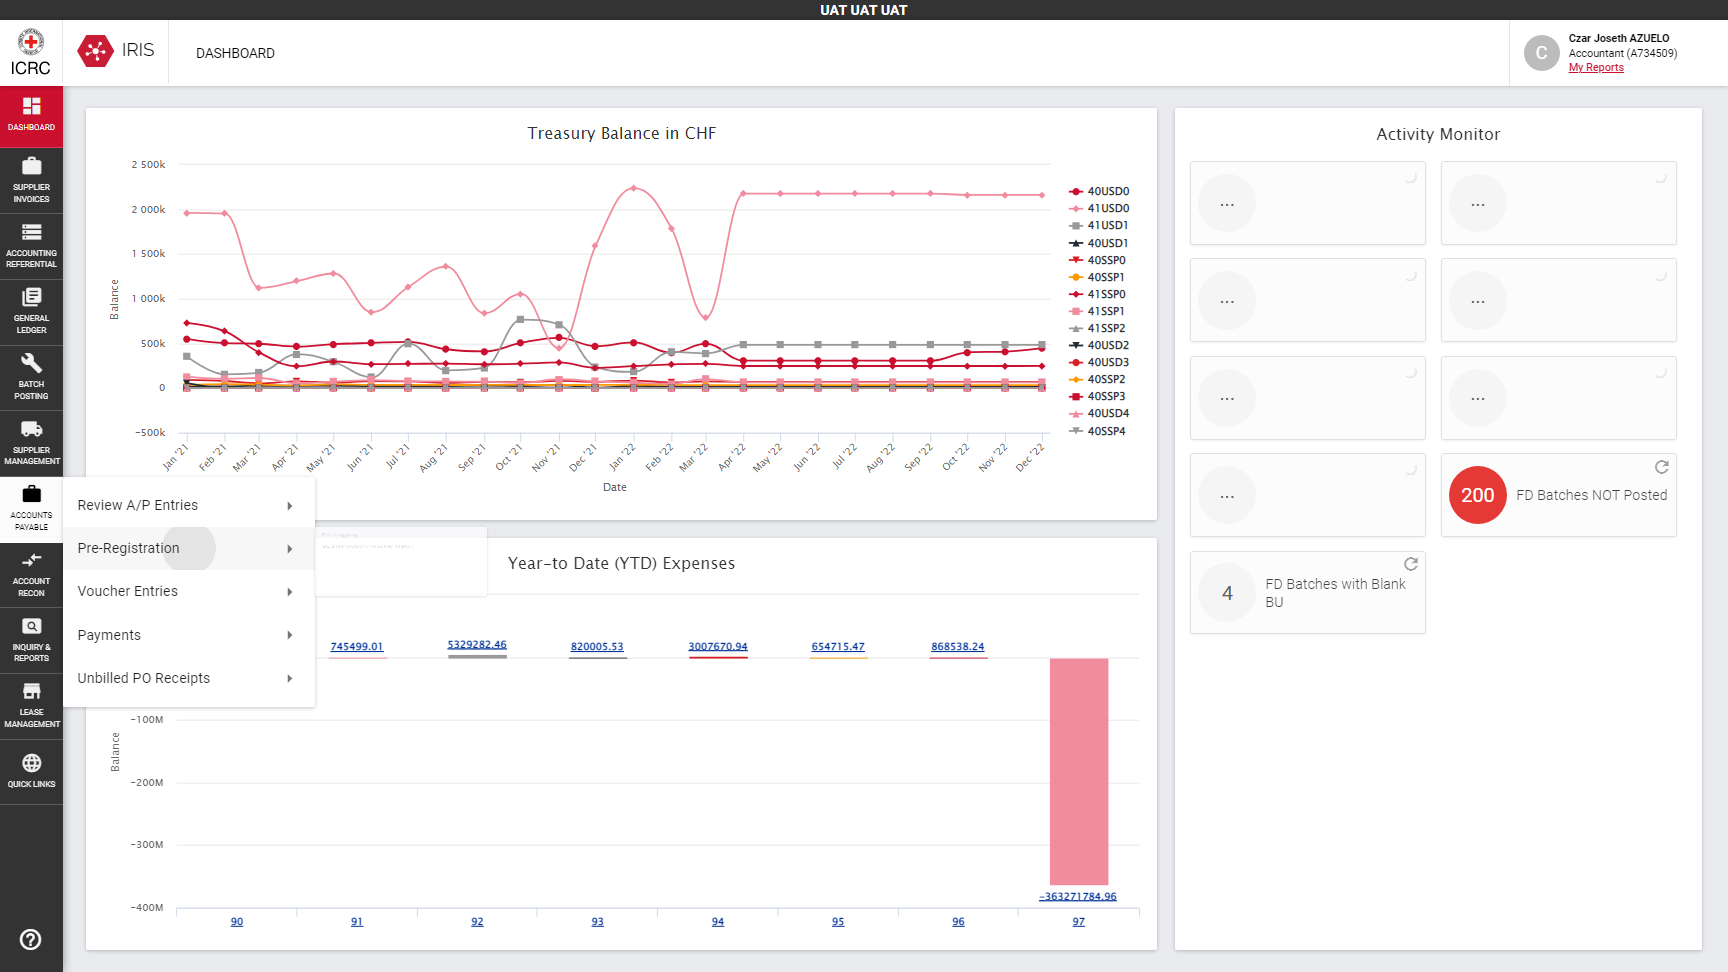 UAT UAT UAT
ICRC
IRIS
DASHBOARD
C
Czar Joseth AZUELO
Accountant (A734509)
My Reports
DASHBOARD
SUPPLIER
INVOICES
ACCOUNTING
REFERENTIAL
GENERAL
LEDGER
BATCH
POSTING
SUPPLIER
MANAGEMENT
ACCOUNTS
PAYABLE
ACCOUNT
RECON
INQUIRY &
REPORTS
LEASE
MANAGEMENT
QUICK LINKS
Review A/P Entries
Pre-Registration
Voucher Entries
Payments
Unbilled PO Receipts
Treasury Balance in CHF
2 500k
2 000k
1 500k
1 000k
500k
0
−500k
Balance
Jan '21
Feb '21
Mar '21
Apr '21
May '21
Jun '21
Jul '21
Aug '21
Sep '21
Oct '21
Nov '21
Dec '21
Jan '22
Feb '22
Mar '22
Apr '22
May '22
Jun '22
Jul '22
Aug '22
Sep '22
Oct '22
Nov '22
Dec '22
Date
40USD0
41USD0
41USD1
40USD1
40SSP0
40SSP1
41SSP0
41SSP1
41SSP2
40USD2
40USD3
40SSP2
40SSP3
40USD4
40SSP4
Year-to Date (YTD) Expenses
745499.01
5329282.46
820005.53
3007670.94
654715.47
868538.24
−363271784.96
−100M
−200M
−300M
−400M
Balance
90
91
92
93
94
95
96
97
Activity Monitor
...
...
...
...
...
...
...
200
FD Batches NOT Posted
4
FD Batches with Blank
BU